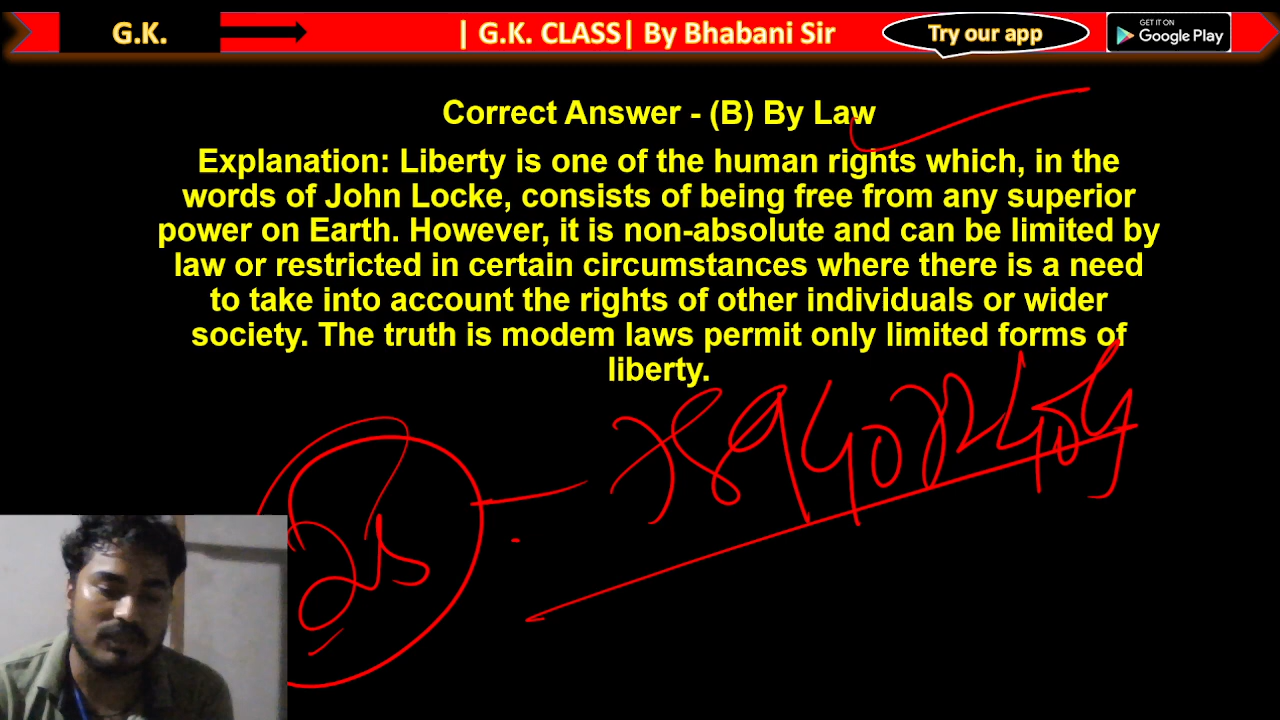 G.K.
| G.K. CLASS| By Bhabani Sir
Try our app
GET IT ON
Google Play
Correct Answer - (B) By Law
Explanation: Liberty is one of the human rights which, in the
words of John Locke, consists of being free from any superior
power on Earth. However, it is non-absolute and can be limited by
law or restricted in certain circumstances where there is a need
to take into account the rights of other individuals or wider
society. The truth is modem laws permit only limited forms of
liberty.